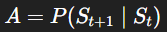 A = P(S_{t+1} | S_t)